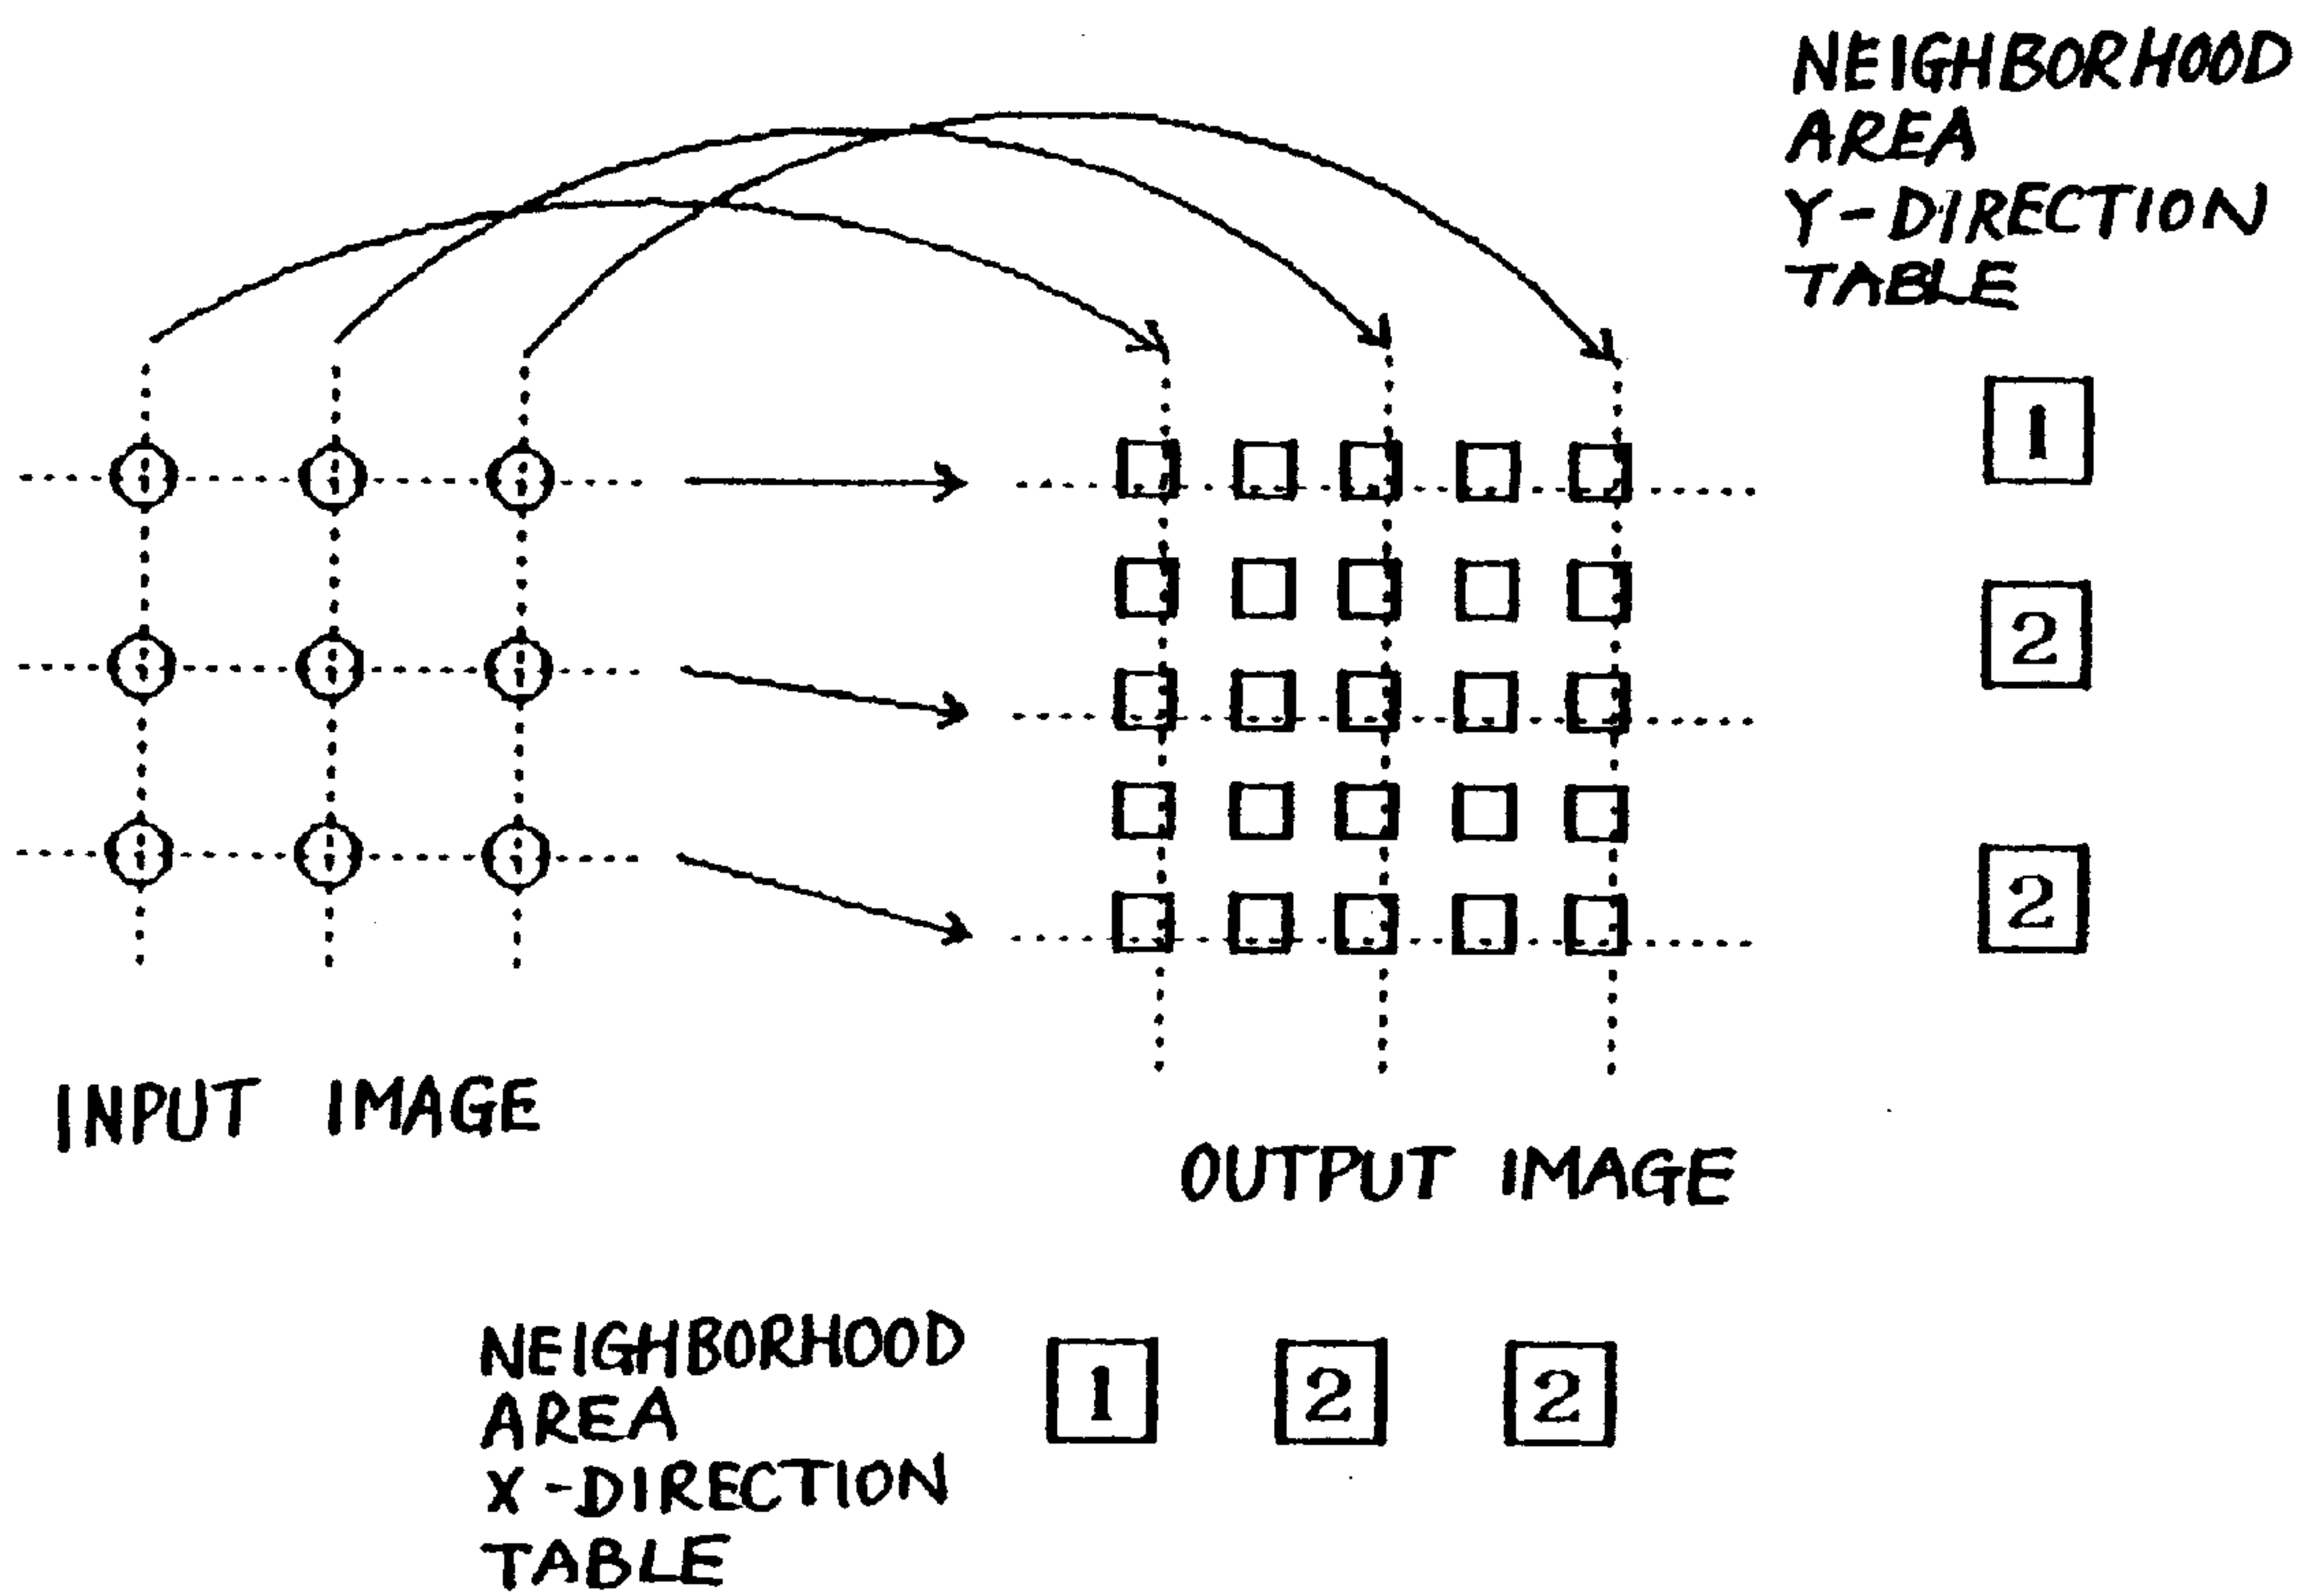 NEIGHBORHOOD
AREA
Y-DIRECTION
TABLE
1
2
2
INPUT IMAGE
OUTPUT IMAGE
NEIGHBORHOOD
AREA
X-DIRECTION
TABLE
1 2 2